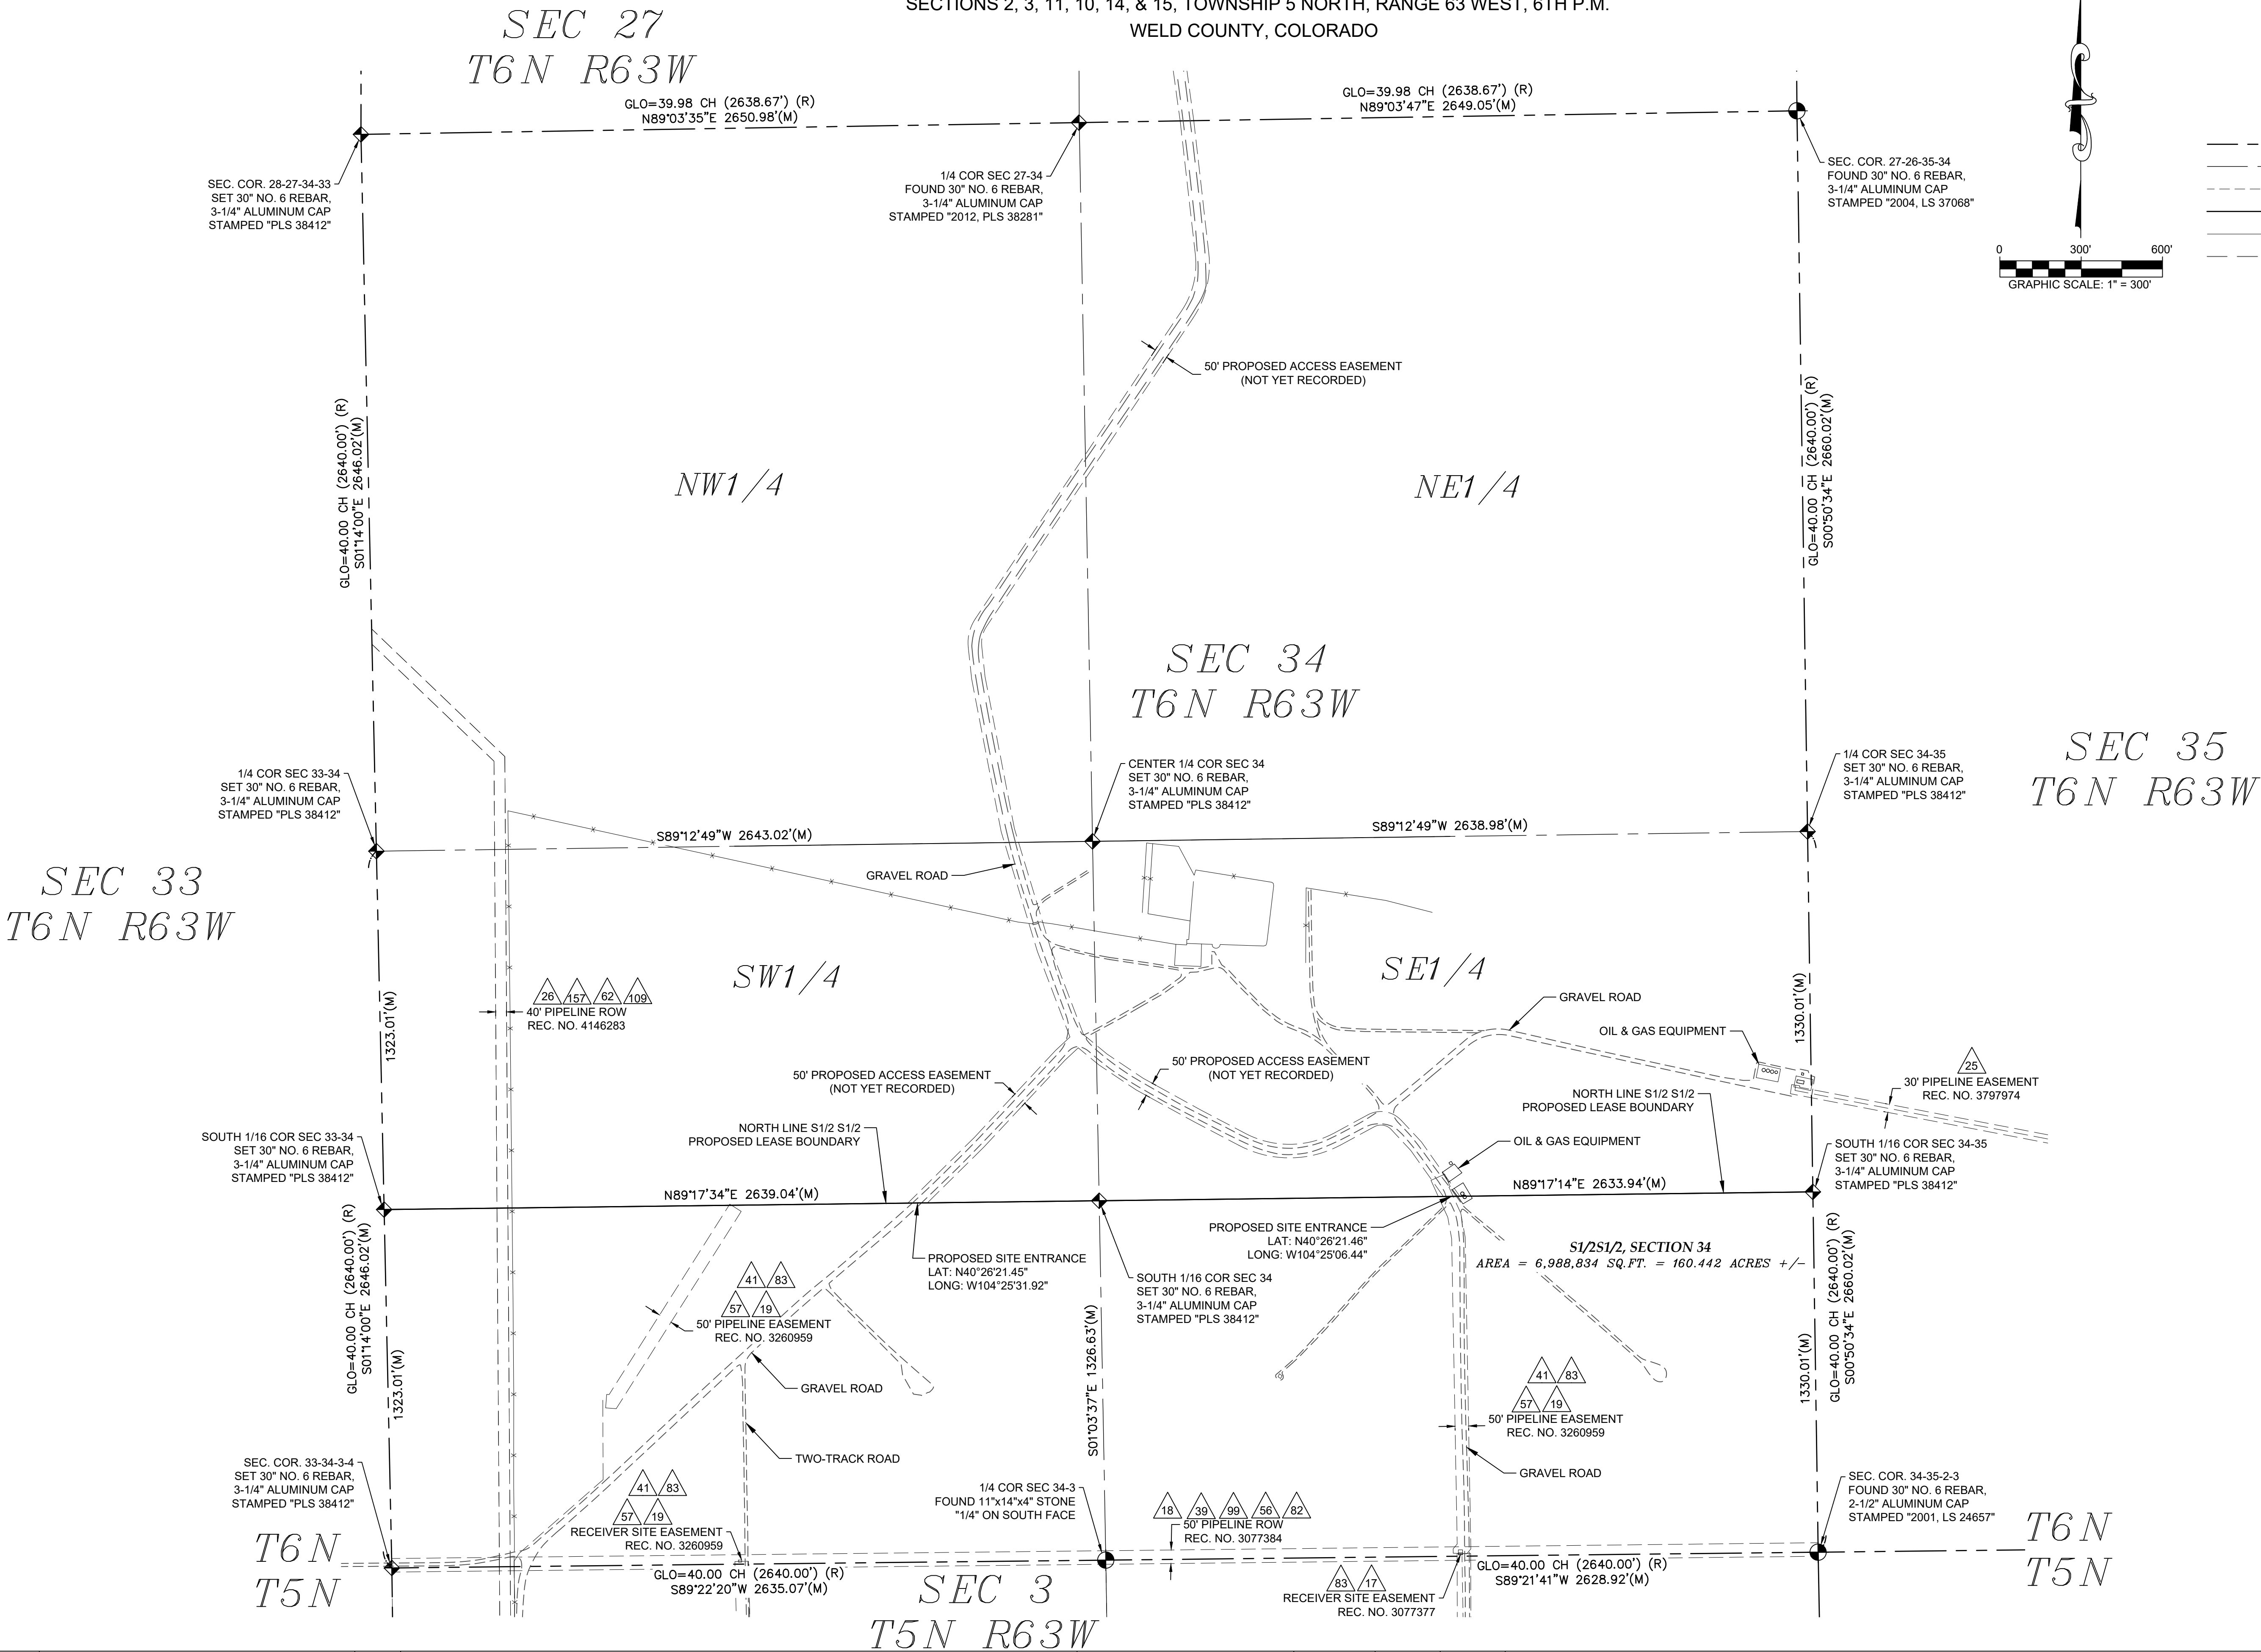 SECTIONS 2, 3, 11, 10, 14, & 15, TOWNSHIP 5 NORTH, RANGE 63 WEST, 6TH P.M.
WELD COUNTY, COLORADO
SEC 27
T6N R63W
GLO=39.98 CH (2638.67') (R)
N89°03'35"E 2650.98'(M)
GLO=39.98 CH (2638.67') (R)
N89°03'47"E 2649.05'(M)
SEC. COR. 28-27-34-33
SET 30" NO. 6 REBAR,
3-1/4" ALUMINUM CAP
STAMPED "PLS 38412"
1/4 COR SEC 27-34
FOUND 30" NO. 6 REBAR,
3-1/4" ALUMINUM CAP
STAMPED "2012, PLS 38281"
SEC. COR. 27-26-35-34
FOUND 30" NO. 6 REBAR,
3-1/4" ALUMINUM CAP
STAMPED "2004, LS 37068"
0 300' 600'
GRAPHIC SCALE: 1" = 300'
50' PROPOSED ACCESS EASEMENT
(NOT YET RECORDED)
GLO=40.00 CH (2640.00') (R)
S01°14'00"E 2646.02'(M)
NW1/4
NE1/4
GLO=40.00 CH (2640.00') (R)
S00°50'34"E 2660.02'(M)
SEC 34
T6N R63W
SEC 35
T6N R63W
1/4 COR SEC 33-34
SET 30" NO. 6 REBAR,
3-1/4" ALUMINUM CAP
STAMPED "PLS 38412"
CENTER 1/4 COR SEC 34
SET 30" NO. 6 REBAR,
3-1/4" ALUMINUM CAP
STAMPED "PLS 38412"
1/4 COR SEC 34-35
SET 30" NO. 6 REBAR,
3-1/4" ALUMINUM CAP
STAMPED "PLS 38412"
S89°12'49"W 2643.02'(M)
S89°12'49"W 2638.98'(M)
SEC 33
T6N R63W
GRAVEL ROAD
SW1/4
SE1/4
26 157 62 109
40' PIPELINE ROW
REC. NO. 4146283
1323.01'(M)
1330.01'(M)
GRAVEL ROAD
OIL & GAS EQUIPMENT
25
30' PIPELINE EASEMENT
REC. NO. 3797974
50' PROPOSED ACCESS EASEMENT
(NOT YET RECORDED)
50' PROPOSED ACCESS EASEMENT
(NOT YET RECORDED)
NORTH LINE S1/2 S1/2
PROPOSED LEASE BOUNDARY
NORTH LINE S1/2 S1/2
PROPOSED LEASE BOUNDARY
OIL & GAS EQUIPMENT
SOUTH 1/16 COR SEC 33-34
SET 30" NO. 6 REBAR,
3-1/4" ALUMINUM CAP
STAMPED "PLS 38412"
SOUTH 1/16 COR SEC 34-35
SET 30" NO. 6 REBAR,
3-1/4" ALUMINUM CAP
STAMPED "PLS 38412"
N89°17'34"E 2639.04'(M)
N89°17'14"E 2633.94'(M)
PROPOSED SITE ENTRANCE
LAT: N40°26'21.45"
LONG: W104°25'31.92"
PROPOSED SITE ENTRANCE
LAT: N40°26'21.46"
LONG: W104°25'06.44"
S1/2S1/2, SECTION 34
AREA = 6,988,834 SQ.FT. = 160.442 ACRES +/-
SOUTH 1/16 COR SEC 34
SET 30" NO. 6 REBAR,
3-1/4" ALUMINUM CAP
STAMPED "PLS 38412"
GLO=40.00 CH (2640.00') (R)
S01°14'00"E 2646.02'(M)
1323.01'(M)
41 83
57 19
50' PIPELINE EASEMENT
REC. NO. 3260959
GRAVEL ROAD
TWO-TRACK ROAD
S01°03'37"E 1326.63'(M)
41 83
57 19
50' PIPELINE EASEMENT
REC. NO. 3260959
GRAVEL ROAD
1330.01'(M)
GLO=40.00 CH (2640.00') (R)
S00°50'34"E 2660.02'(M)
SEC. COR. 33-34-3-4
SET 30" NO. 6 REBAR,
3-1/4" ALUMINUM CAP
STAMPED "PLS 38412"
41 83
57 19
RECEIVER SITE EASEMENT
REC. NO. 3260959
1/4 COR SEC 34-3
FOUND 11"x14"x4" STONE
"1/4" ON SOUTH FACE
18 39 99 56 82
50' PIPELINE ROW
REC. NO. 3077384
SEC. COR. 34-35-2-3
FOUND 30" NO. 6 REBAR,
2-1/2" ALUMINUM CAP
STAMPED "2001, LS 24657"
T6N
T5N
T6N
T5N
GLO=40.00 CH (2640.00') (R)
S89°22'20"W 2635.07'(M)
GLO=40.00 CH (2640.00') (R)
S89°21'41"W 2628.92'(M)
83 17
RECEIVER SITE EASEMENT
REC. NO. 3077377
SEC 3
T5N R63W